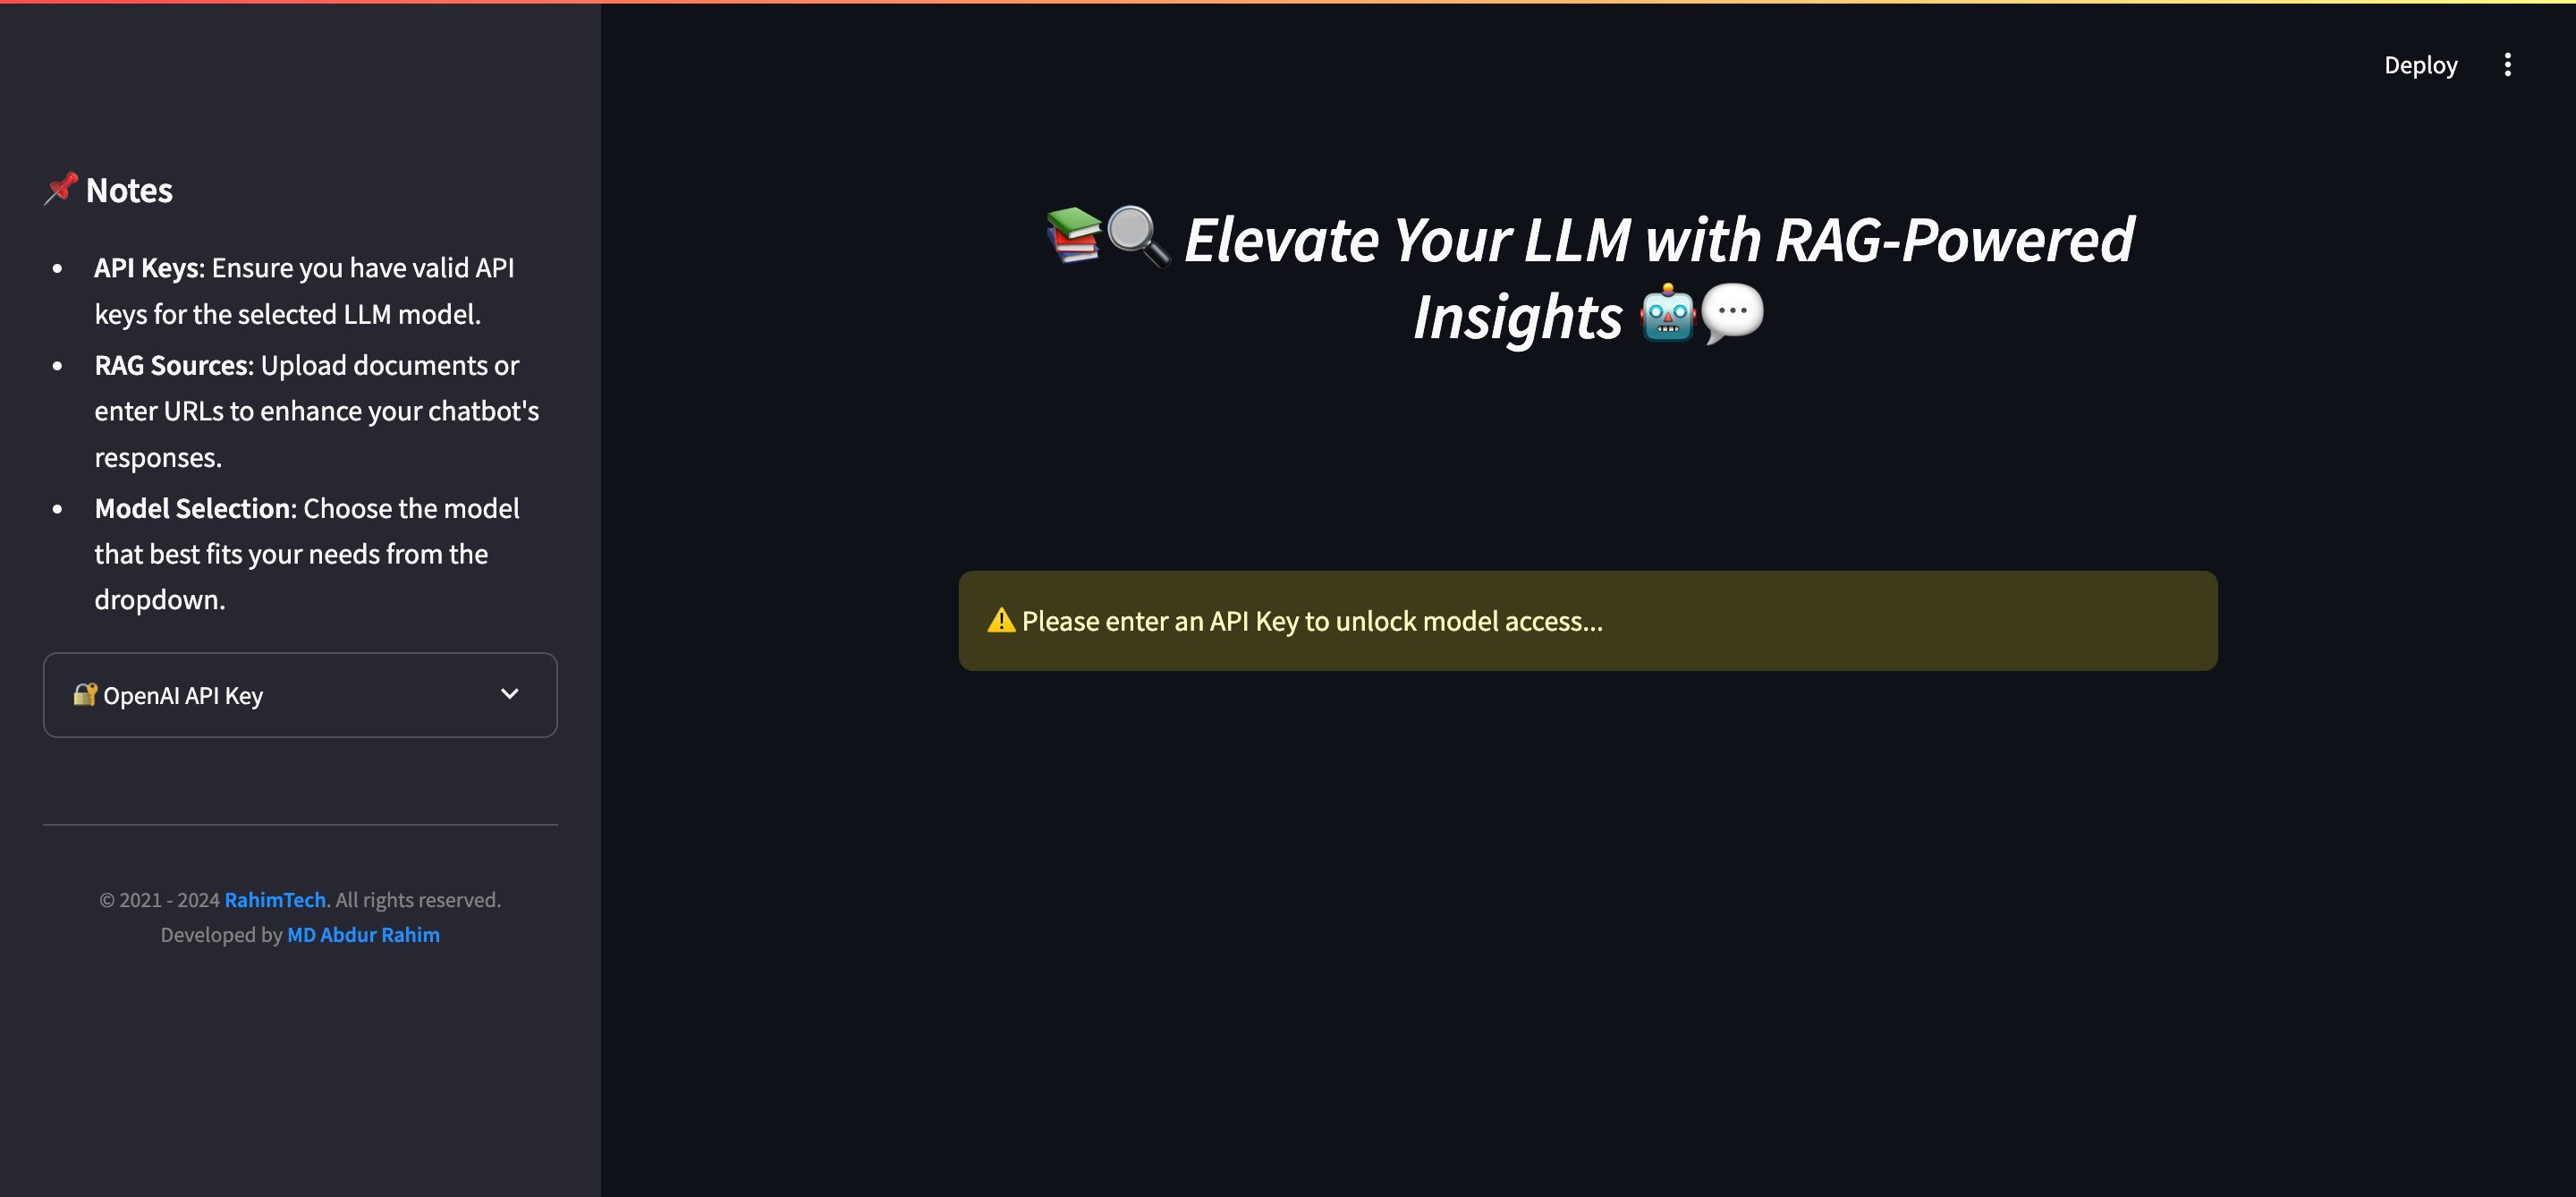 Deploy
📌 Notes
• API Keys: Ensure you have valid API
keys for the selected LLM model.
• RAG Sources: Upload documents or
enter URLs to enhance your chatbot's
responses.
• Model Selection: Choose the model
that best fits your needs from the
dropdown.
🔐 OpenAI API Key
© 2021 - 2024 RahimTech. All rights reserved.
Developed by MD Abdur Rahim
📚🔍 Elevate Your LLM with RAG-Powered
Insights 🤖💬
⚠️ Please enter an API Key to unlock model access...